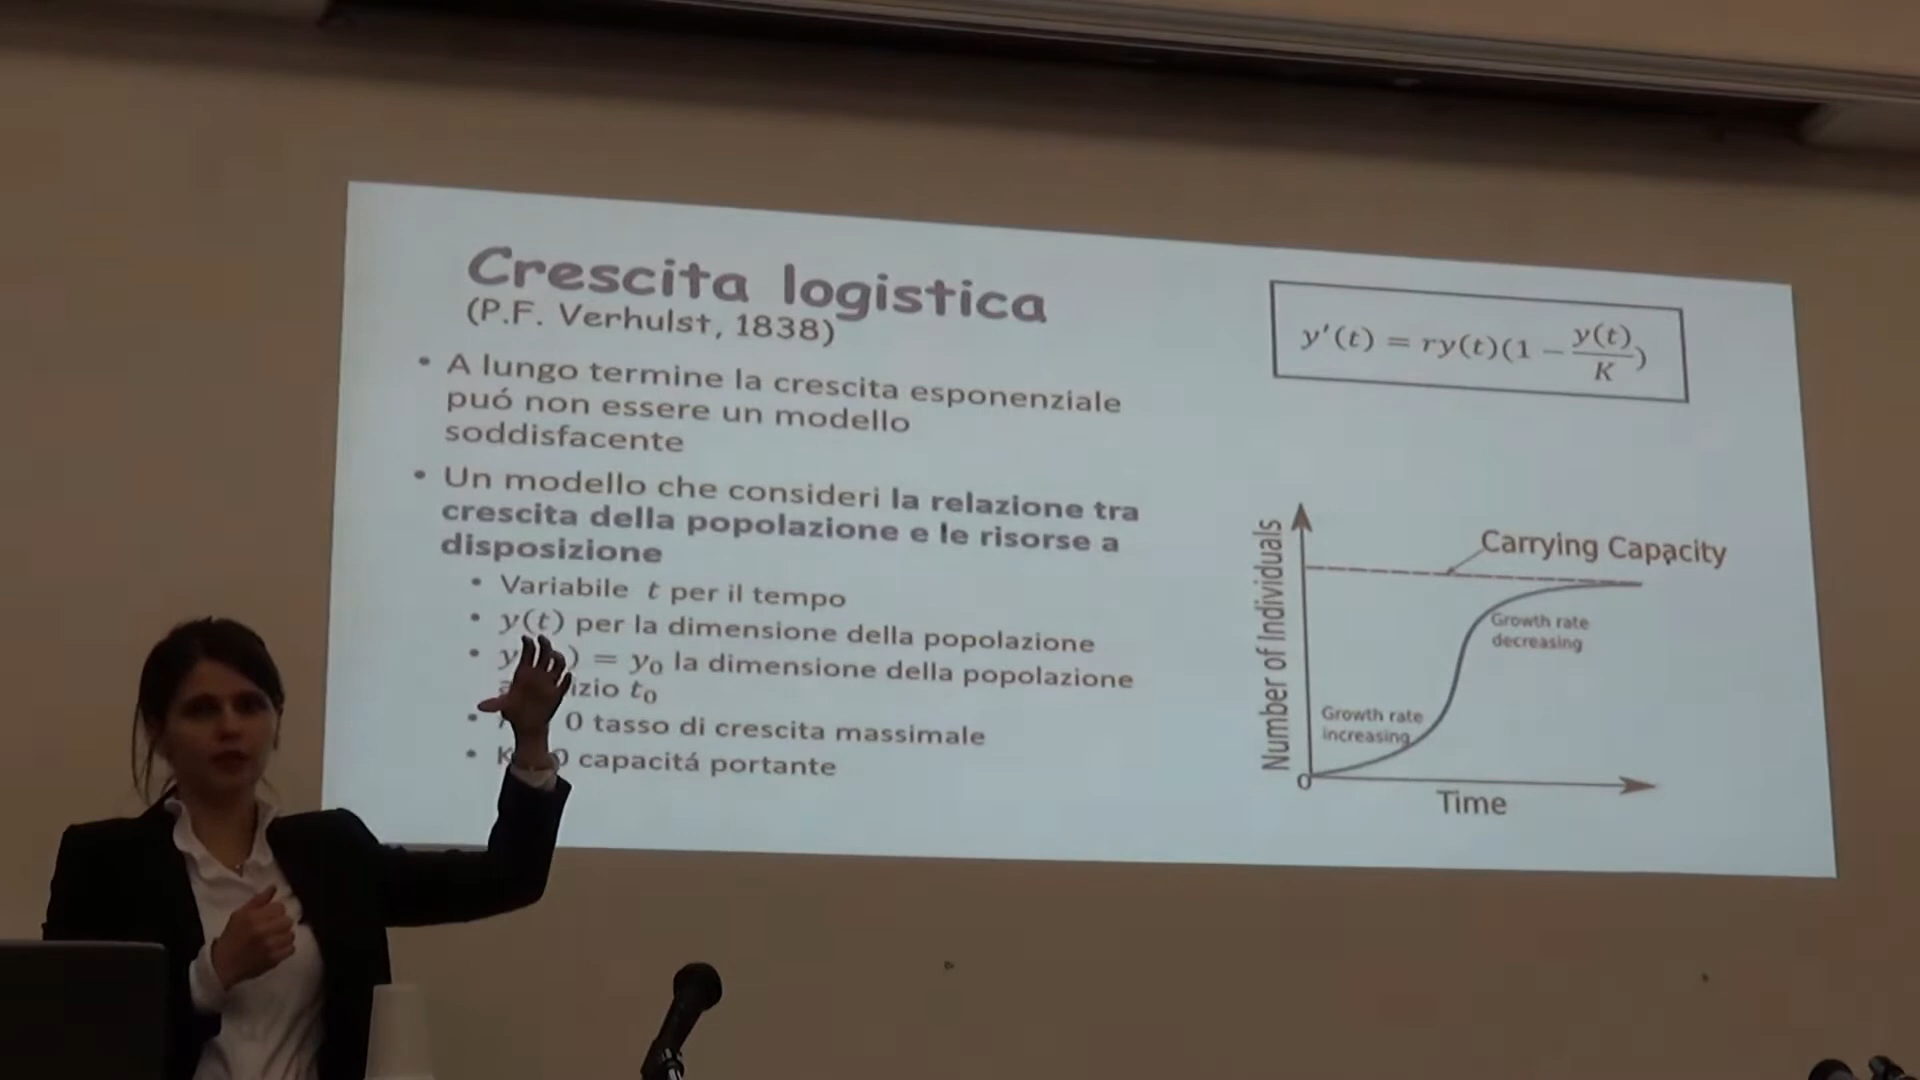 Crescita logistica
(P.F. Verhulst, 1838)
• A lungo termine la crescita esponenziale
puó non essere un modello
soddisfacente
• Un modello che consideri la relazione tra
crescita della popolazione e le risorse a
disposizione
• Variabile t per il tempo
• y(t) per la dimensione della popolazione
• y ) = y₀ la dimensione della popolazione
t₀
• 0 tasso di crescita massimale
• K 0 capacitá portante
y′(t) = ry(t)(1 − y(t)/K)
Number of Individuals
Carrying Capacity
Growth rate
decreasing
Growth rate
increasing
0
Time